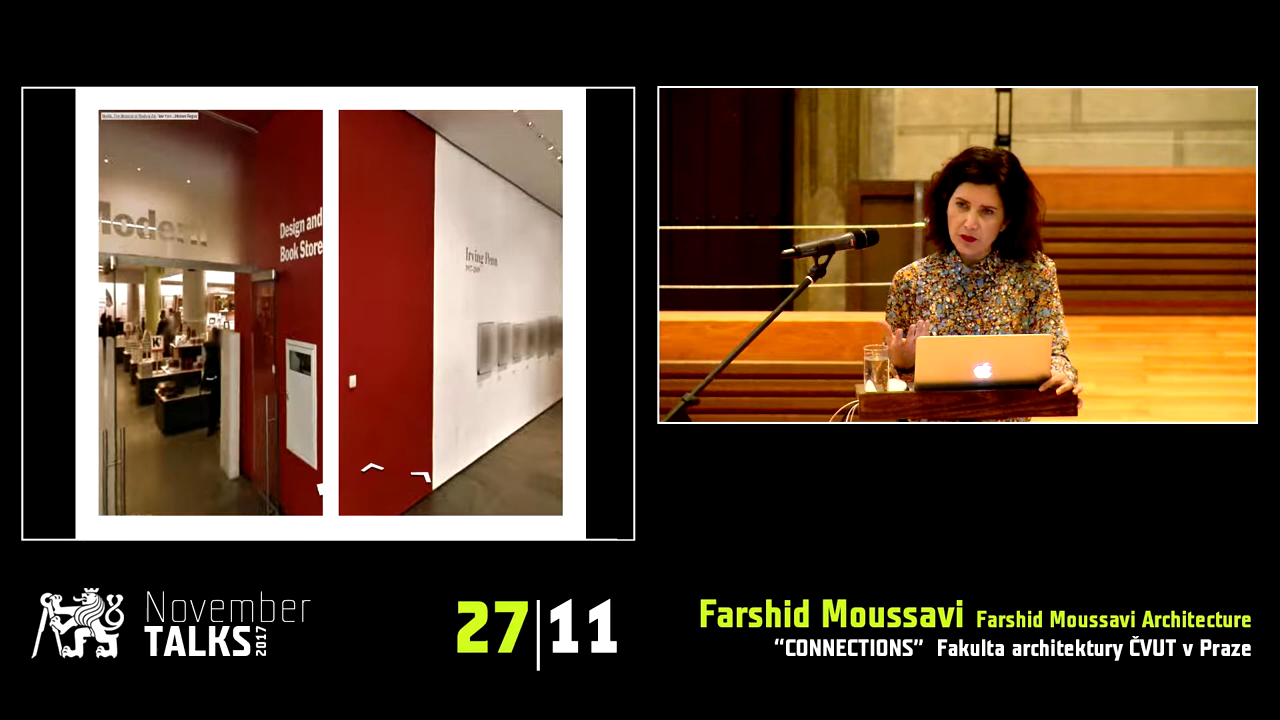 Modern
Design and
Book Store
Irving Penn
November
TALKS 2017
27|11
Farshid Moussavi Farshid Moussavi Architecture
“CONNECTIONS” Fakulta architektury ČVUT v Praze